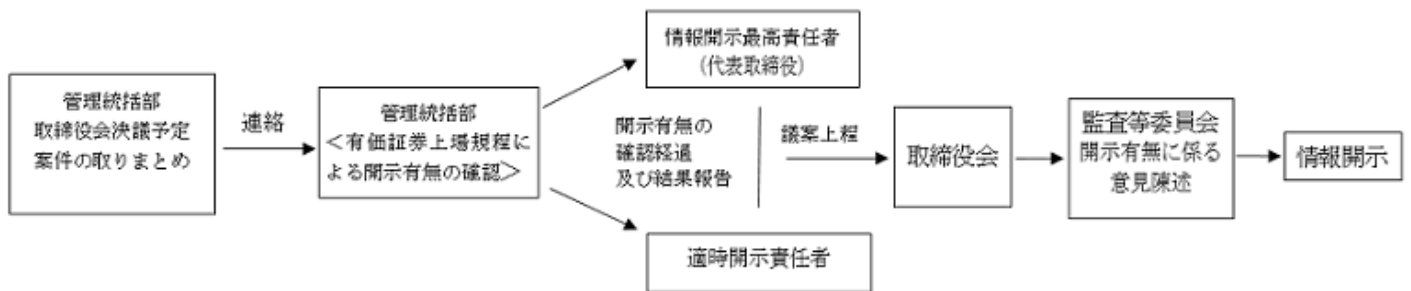 管理統括部
取締役会決議予定
案件の取りまとめ
連絡
管理統括部
<有価証券上場規程に
よる開示有無の確認>
情報開示最高責任者
(代表取締役)
開示有無の
確認経過
及び結果報告
適時開示責任者
議案上程
取締役会
監査等委員会
開示有無に係る
意見陳述
情報開示